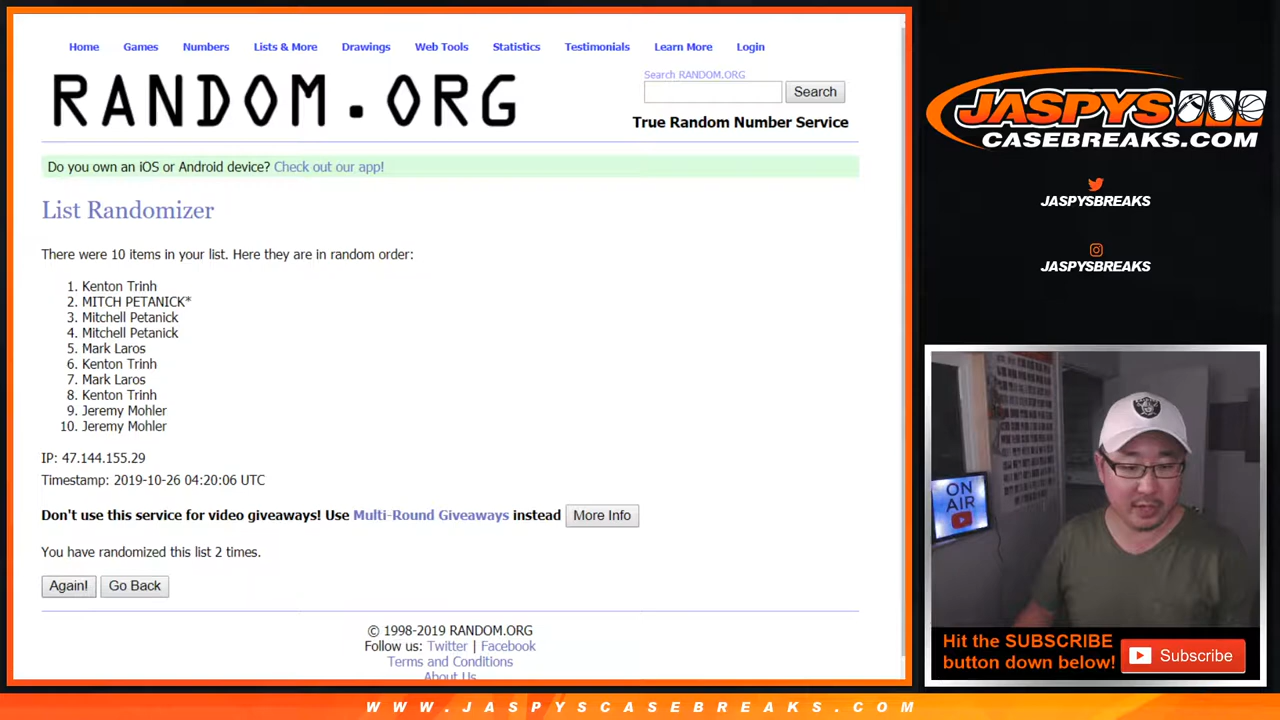 Home Games Numbers Lists & More Drawings Web Tools Statistics Testimonials Learn More Login
RANDOM.ORG
Search RANDOM.ORG
Search
True Random Number Service
Do you own an iOS or Android device? Check out our app!
List Randomizer
There were 10 items in your list. Here they are in random order:
1. Kenton Trinh
2. MITCH PETANICK*
3. Mitchell Petanick
4. Mitchell Petanick
5. Mark Laros
6. Kenton Trinh
7. Mark Laros
8. Kenton Trinh
9. Jeremy Mohler
10. Jeremy Mohler
IP: 47.144.155.29
Timestamp: 2019-10-26 04:20:06 UTC
Don't use this service for video giveaways! Use Multi-Round Giveaways instead More Info
You have randomized this list 2 times.
Again! Go Back
© 1998-2019 RANDOM.ORG
Follow us: Twitter | Facebook
Terms and Conditions
About Us
JASPYS
CASEBREAKS.COM
JASPYSBREAKS
JASPYSBREAKS
ON
AIR
Hit the SUBSCRIBE
button down below!
Subscribe
WWW.JASPYSCASEBREAKS.COM